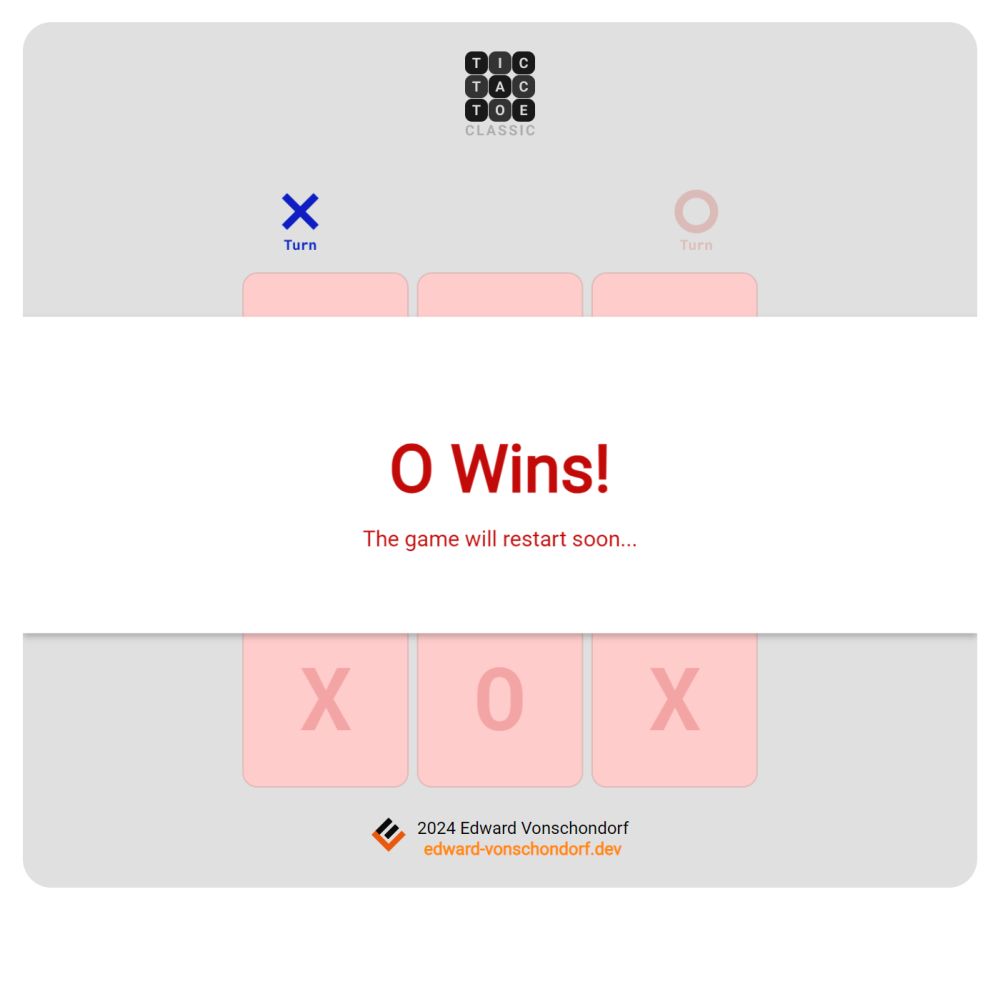 TIC
TAC
TOE
CLASSIC
Turn Turn
O Wins!
The game will restart soon...
X O X
2024 Edward Vonschondorf
edward-vonschondorf.dev